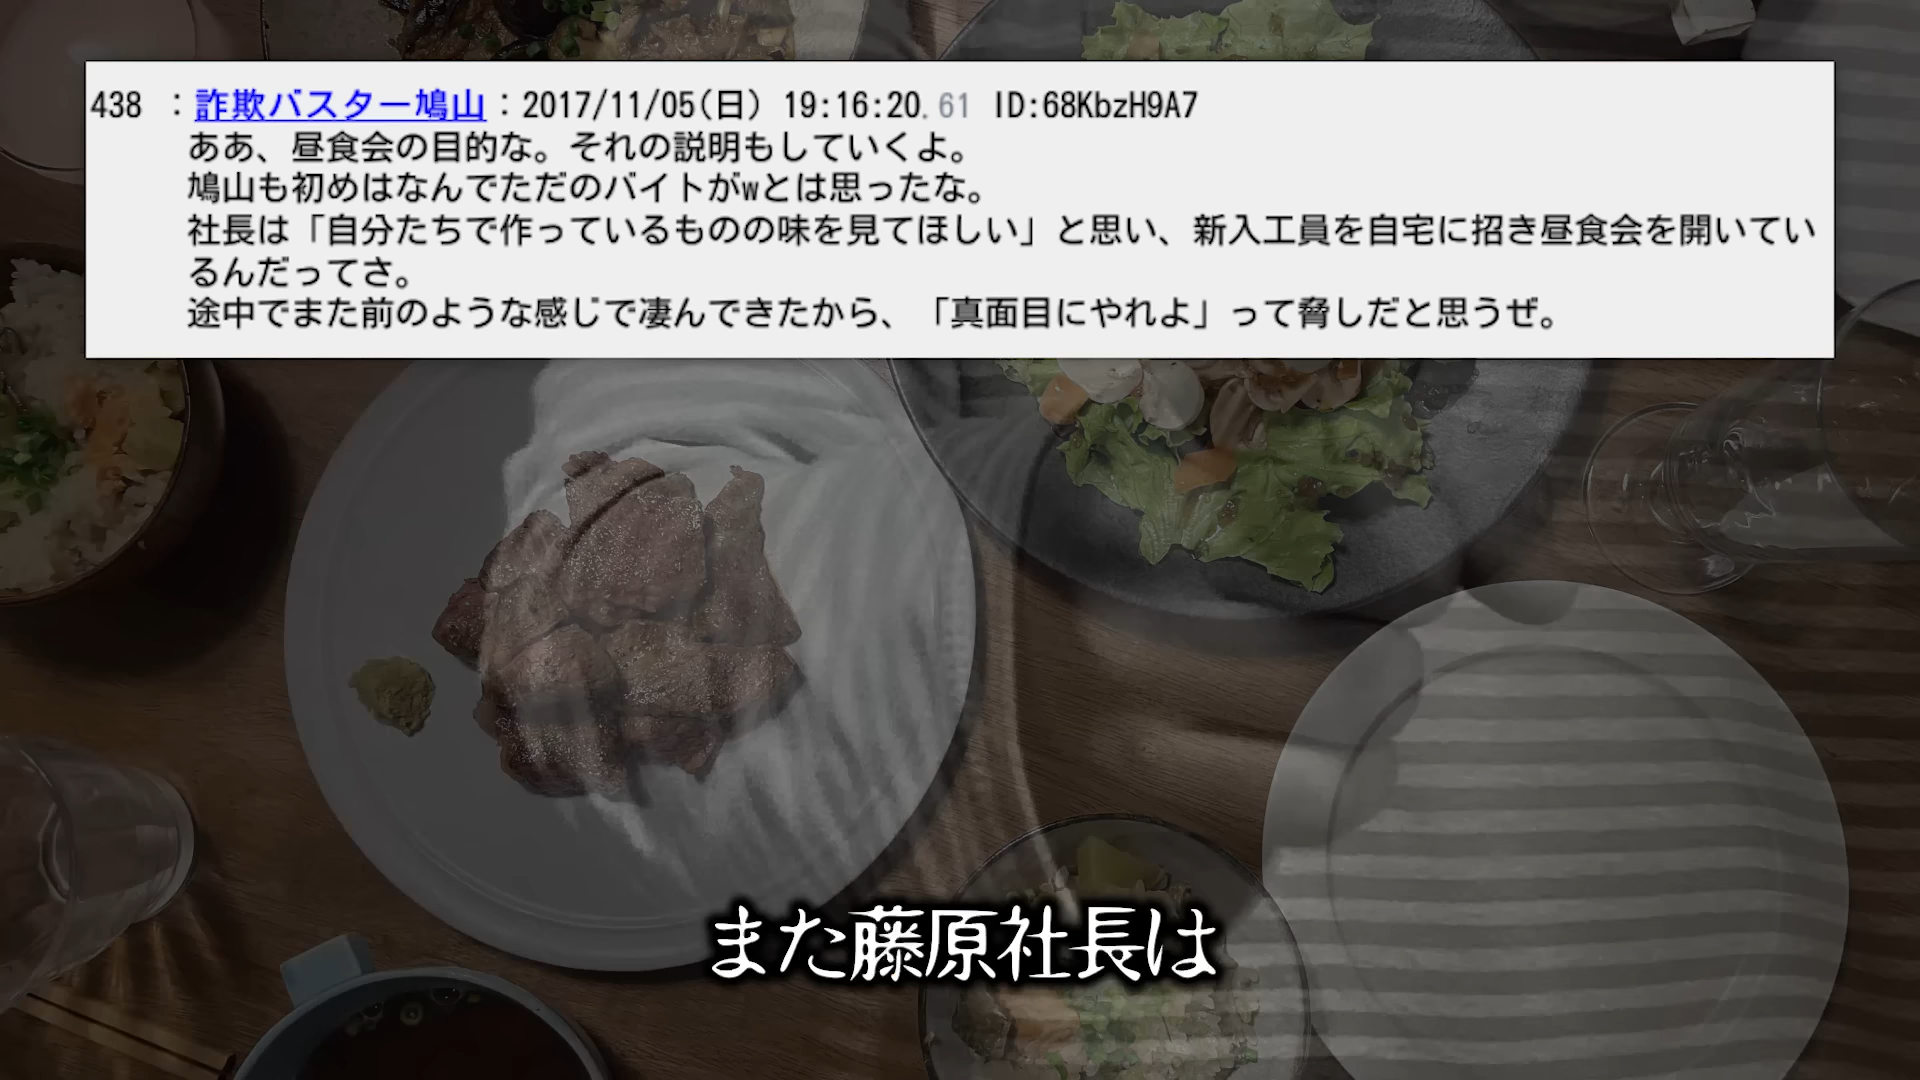 438 ：詐欺バスター鳩山：2017/11/05(日) 19:16:20.61 ID:68KbzH9A7
ああ、昼食会の目的な。それの説明もしていくよ。
鳩山も初めはなんでただのバイトがwとは思ったな。
社長は「自分たちで作っているものの味を見てほしい」と思い、新入工員を自宅に招き昼食会を開いてい
るんだってさ。
途中でまた前のような感じで凄んできたから、「真面目にやれよ」って脅しだと思うぜ。
また藤原社長は